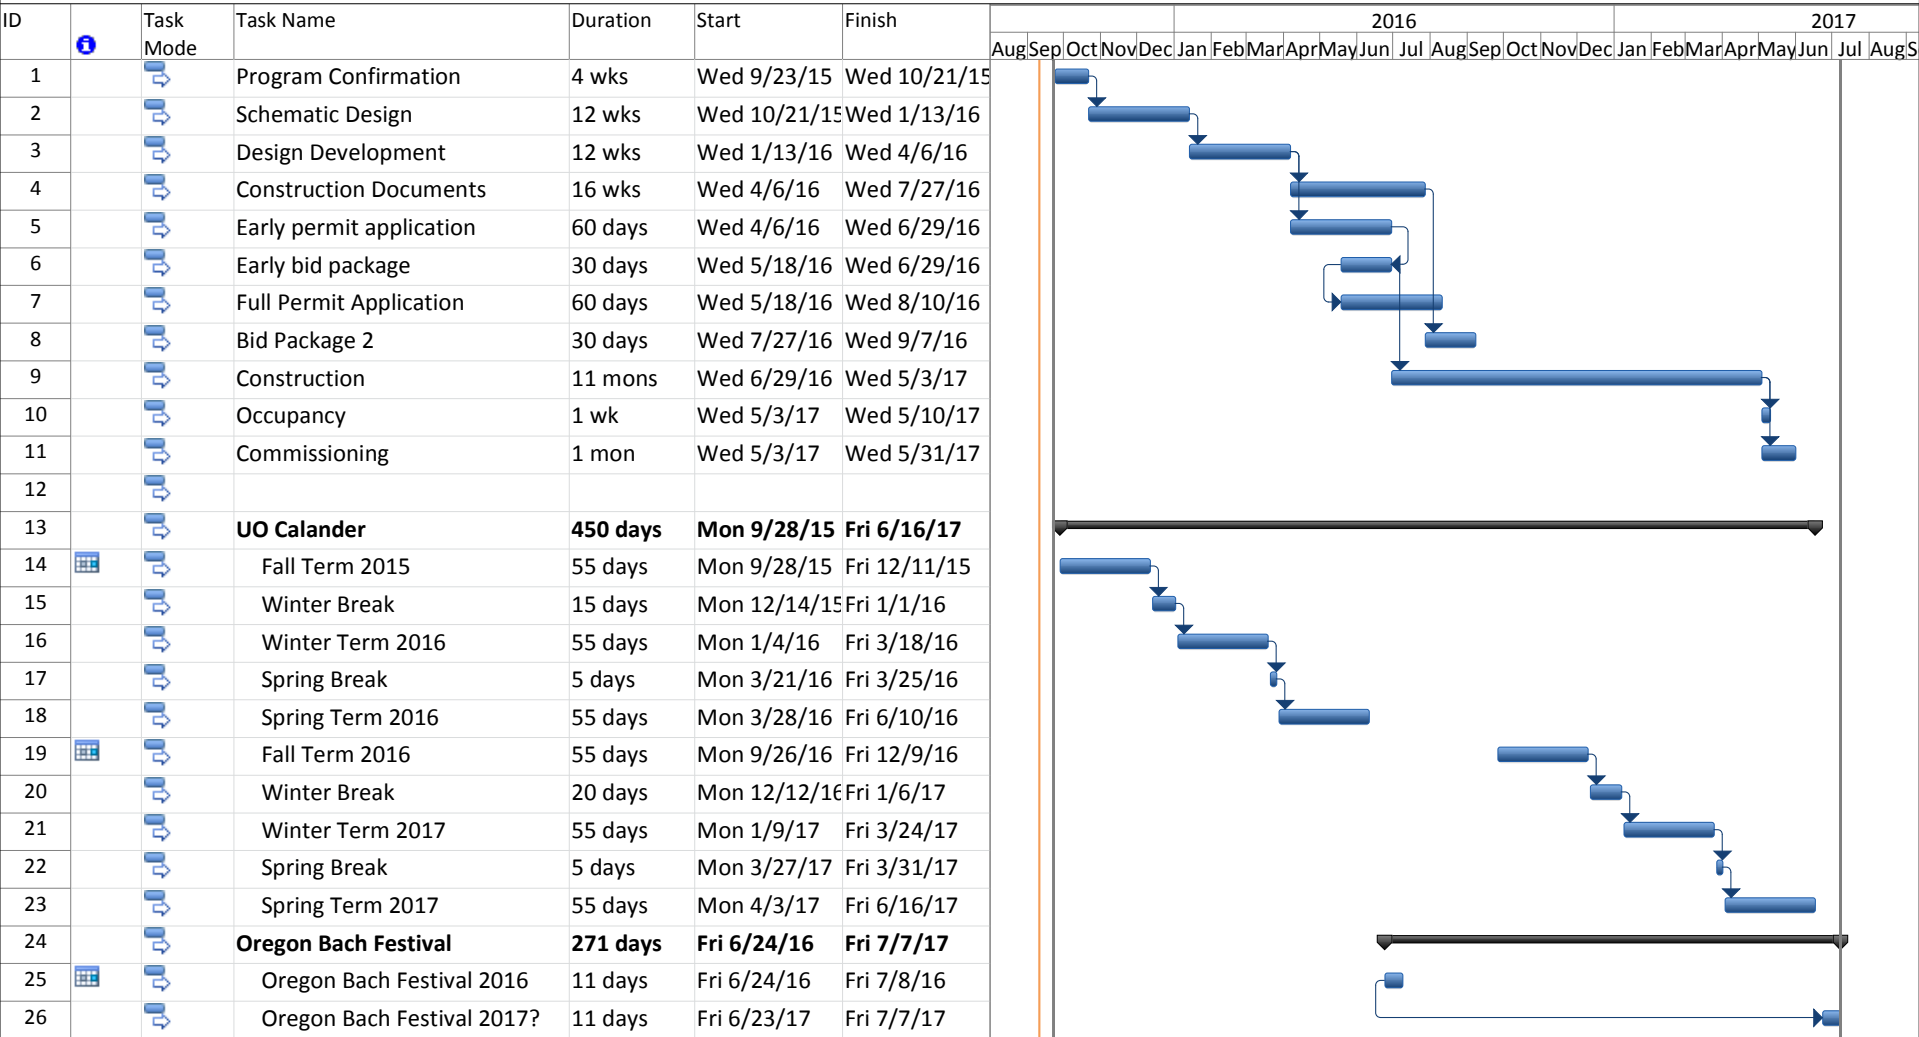 ID Task Mode Task Name Duration Start Finish 2016 2017
Aug Sep Oct Nov Dec Jan Feb Mar Apr May Jun Jul Aug Sep Oct Nov Dec Jan Feb Mar Apr May Jun Jul Aug S
1 Program Confirmation 4 wks Wed 9/23/15 Wed 10/21/15
2 Schematic Design 12 wks Wed 10/21/15 Wed 1/13/16
3 Design Development 12 wks Wed 1/13/16 Wed 4/6/16
4 Construction Documents 16 wks Wed 4/6/16 Wed 7/27/16
5 Early permit application 60 days Wed 4/6/16 Wed 6/29/16
6 Early bid package 30 days Wed 5/18/16 Wed 6/29/16
7 Full Permit Application 60 days Wed 5/18/16 Wed 8/10/16
8 Bid Package 2 30 days Wed 7/27/16 Wed 9/7/16
9 Construction 11 mons Wed 6/29/16 Wed 5/3/17
10 Occupancy 1 wk Wed 5/3/17 Wed 5/10/17
11 Commissioning 1 mon Wed 5/3/17 Wed 5/31/17
12
13 UO Calander 450 days Mon 9/28/15 Fri 6/16/17
14 Fall Term 2015 55 days Mon 9/28/15 Fri 12/11/15
15 Winter Break 15 days Mon 12/14/15 Fri 1/1/16
16 Winter Term 2016 55 days Mon 1/4/16 Fri 3/18/16
17 Spring Break 5 days Mon 3/21/16 Fri 3/25/16
18 Spring Term 2016 55 days Mon 3/28/16 Fri 6/10/16
19 Fall Term 2016 55 days Mon 9/26/16 Fri 12/9/16
20 Winter Break 20 days Mon 12/12/16 Fri 1/6/17
21 Winter Term 2017 55 days Mon 1/9/17 Fri 3/24/17
22 Spring Break 5 days Mon 3/27/17 Fri 3/31/17
23 Spring Term 2017 55 days Mon 4/3/17 Fri 6/16/17
24 Oregon Bach Festival 271 days Fri 6/24/16 Fri 7/7/17
25 Oregon Bach Festival 2016 11 days Fri 6/24/16 Fri 7/8/16
26 Oregon Bach Festival 2017? 11 days Fri 6/23/17 Fri 7/7/17